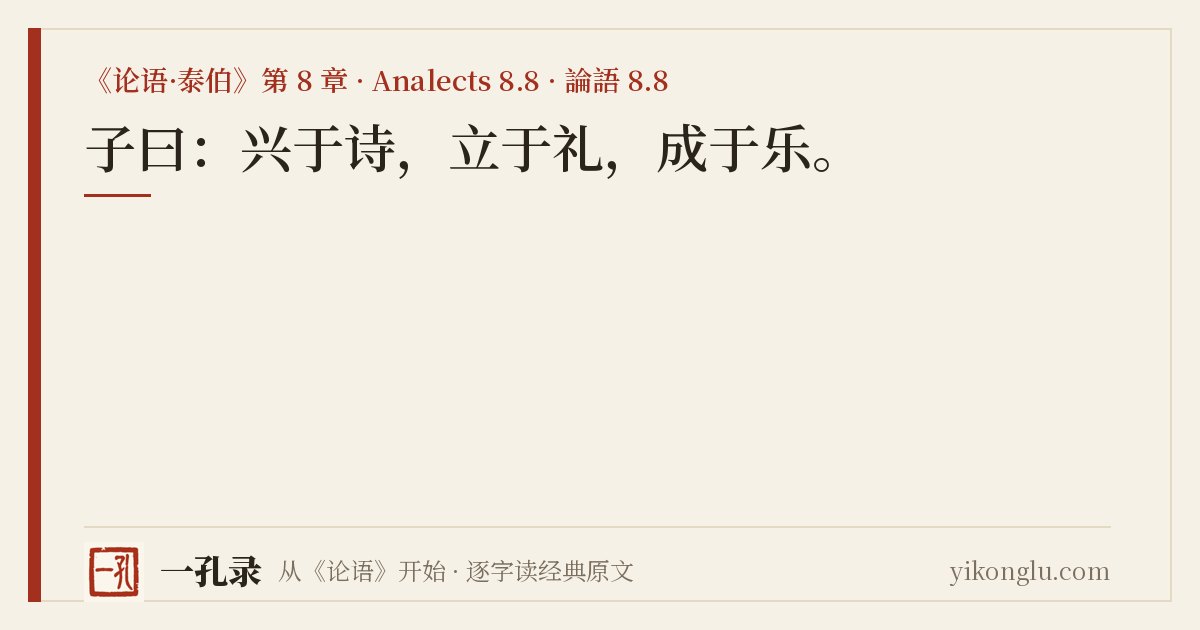 《论语·泰伯》第 8 章 · Analects 8.8 · 論語 8.8
子曰：兴于诗，立于礼，成于乐。
一孔
一孔录 从《论语》开始 · 逐字读经典原文 yikonglu.com